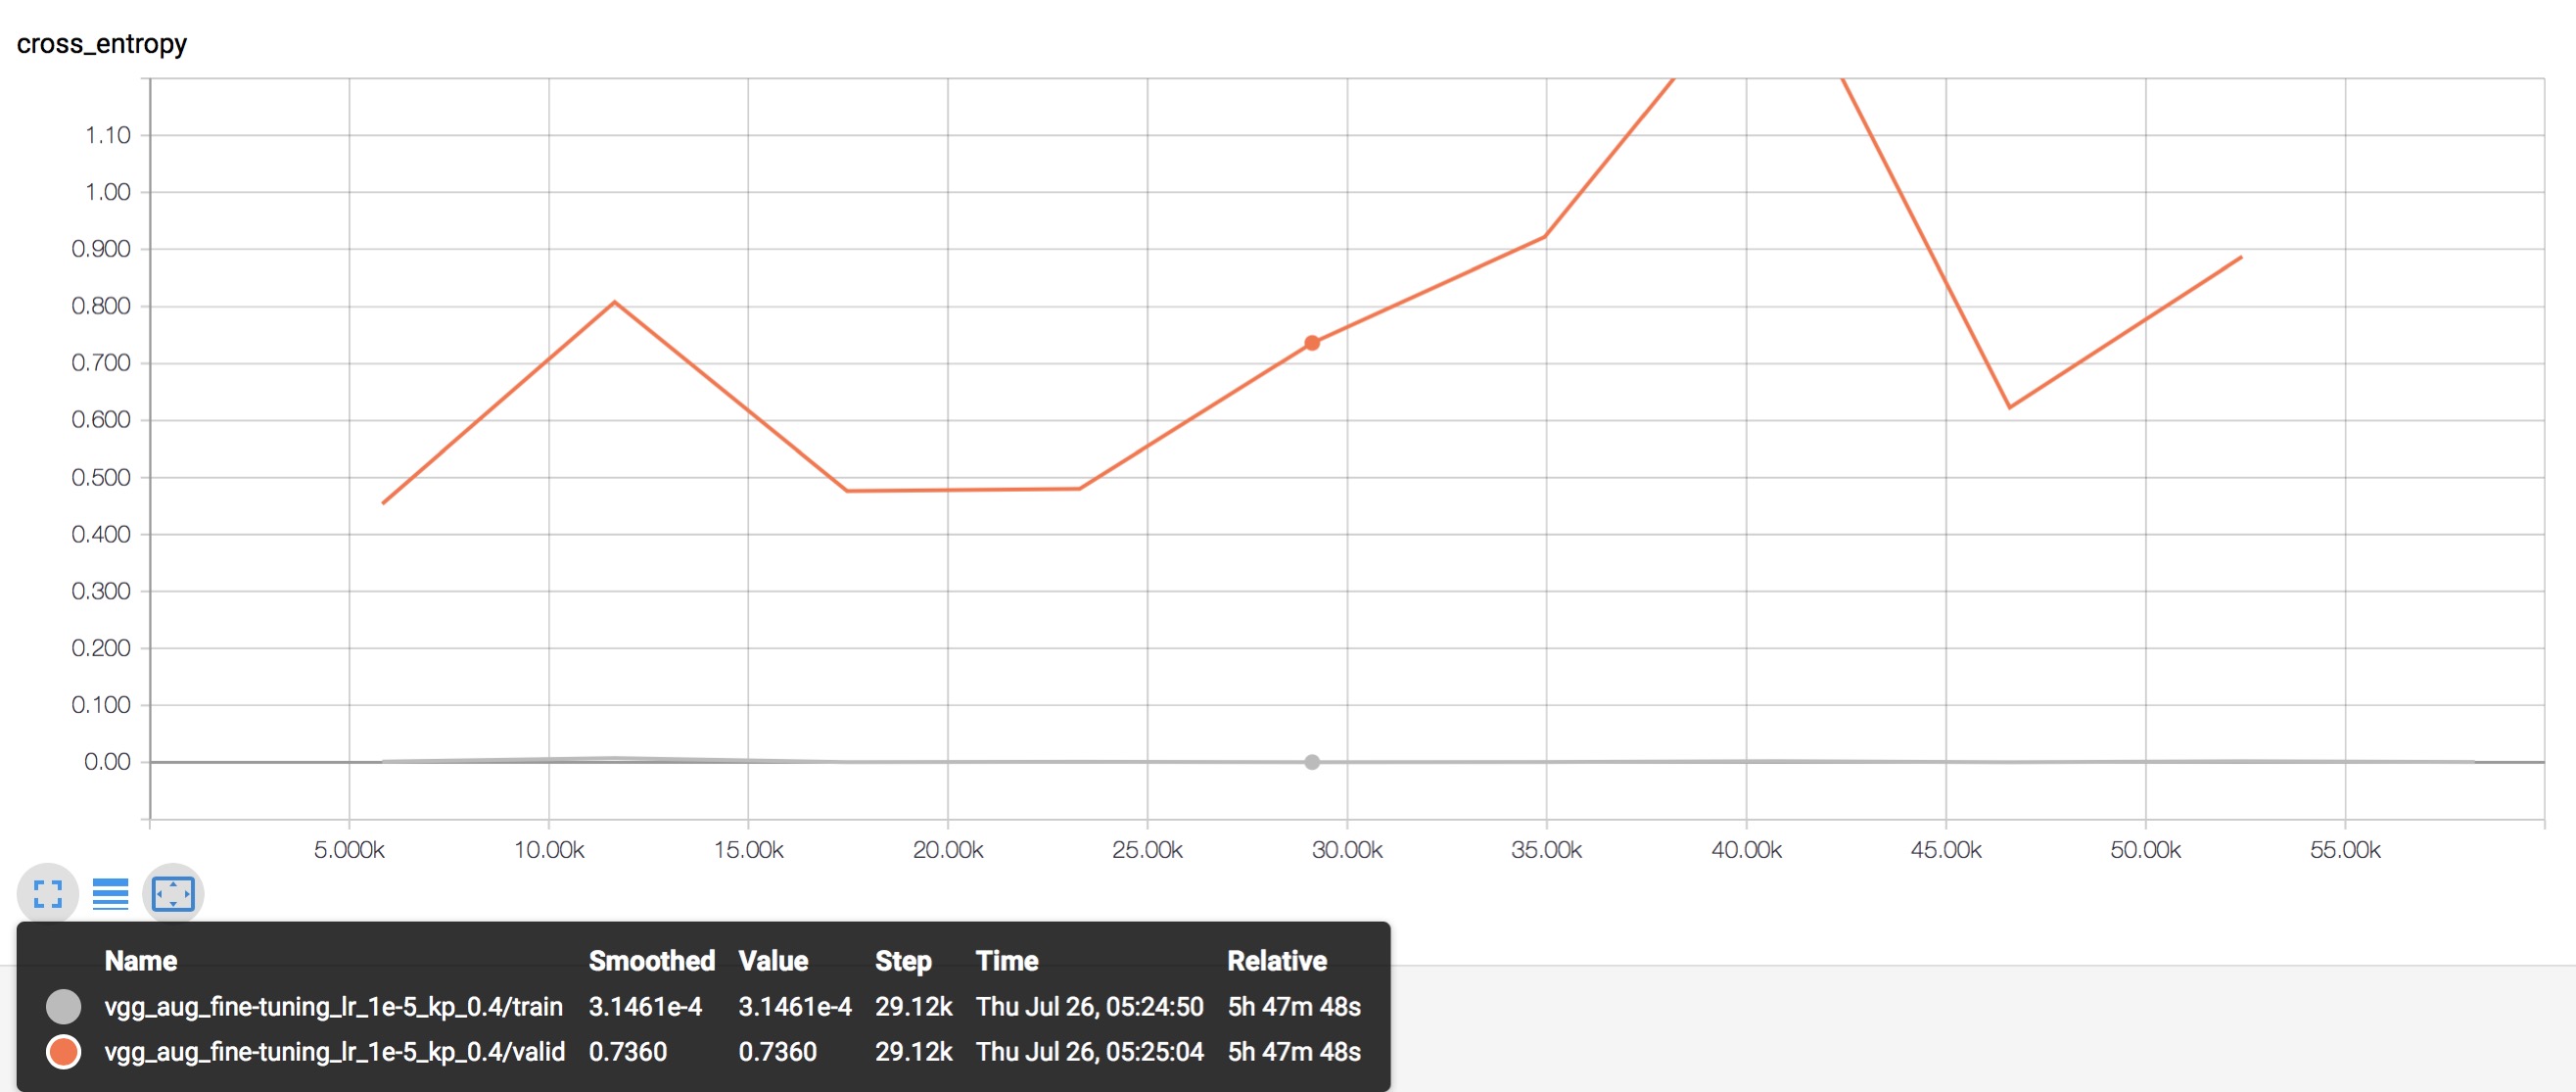 cross_entropy
1.10
1.00
0.900
0.800
0.700
0.600
0.500
0.400
0.300
0.200
0.100
0.00
5.000k 10.00k 15.00k 20.00k 25.00k 30.00k 35.00k 40.00k 45.00k 50.00k 55.00k
Name Smoothed Value Step Time Relative
vgg_aug_fine-tuning_lr_1e-5_kp_0.4/train 3.1461e-4 3.1461e-4 29.12k Thu Jul 26, 05:24:50 5h 47m 48s
vgg_aug_fine-tuning_lr_1e-5_kp_0.4/valid 0.7360 0.7360 29.12k Thu Jul 26, 05:25:04 5h 47m 48s